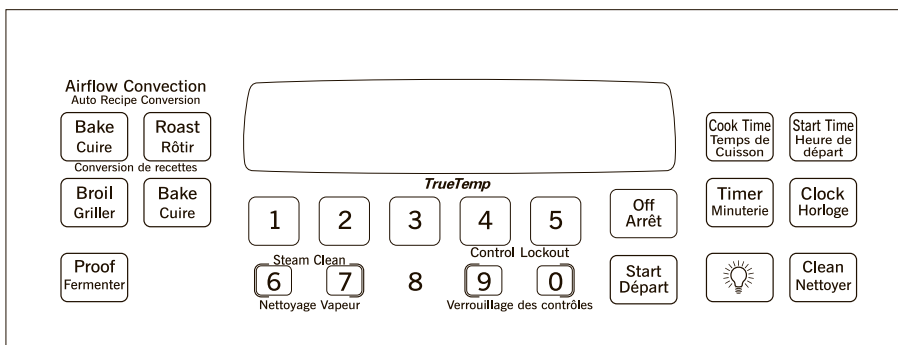 Airflow Convection
Auto Recipe Conversion
Bake
Cuire
Roast
Rôtir
Conversion de recettes
Broil
Griller
Bake
Cuire
Proof
Fermenter
TrueTemp
1 2 3 4 5
Steam Clean
Control Lockout
6 7 8 9 0
Nettoyage Vapeur
Verrouillage des contrôles
Off
Arrêt
Start
Départ
Cook Time
Temps de
Cuisson
Start Time
Heure de
départ
Timer
Minuterie
Clock
Horloge
Clean
Nettoyer